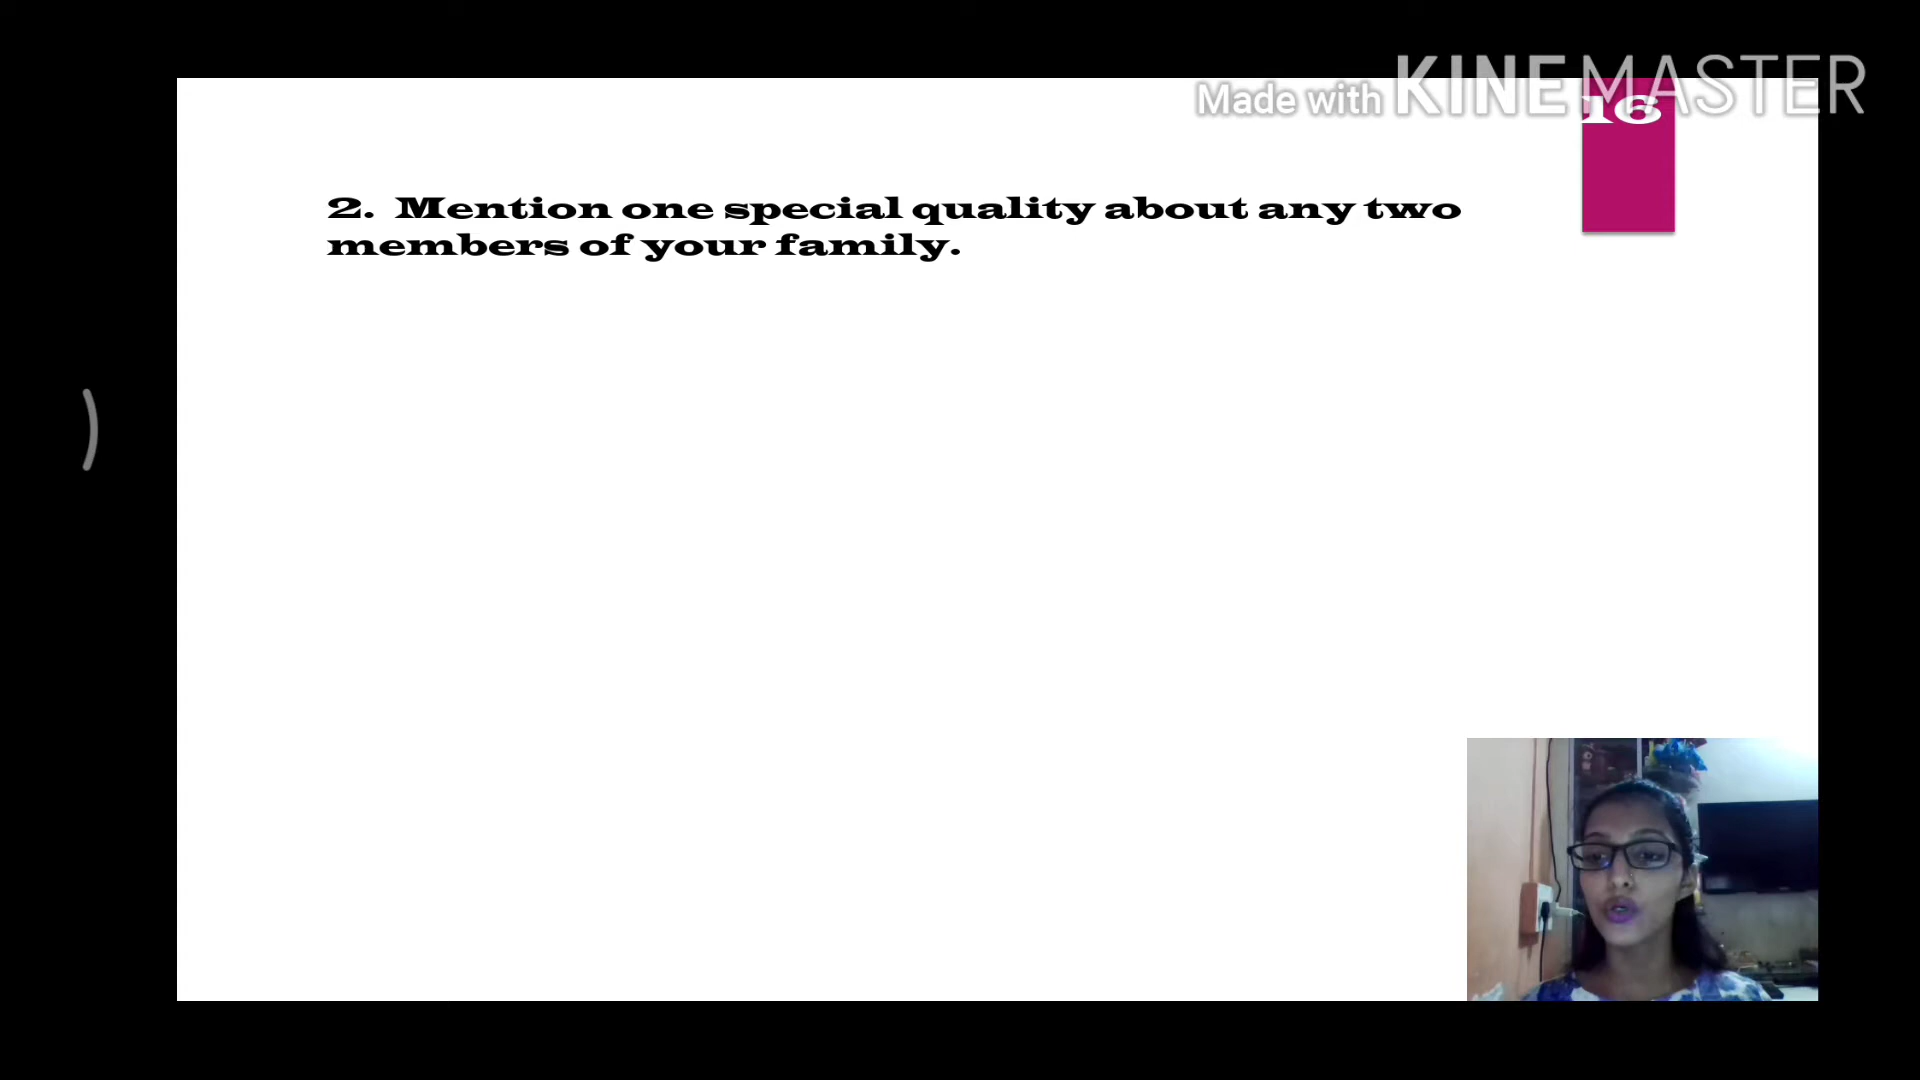 Made with KINEMASTER
16
2. Mention one special quality about any two
members of your family.